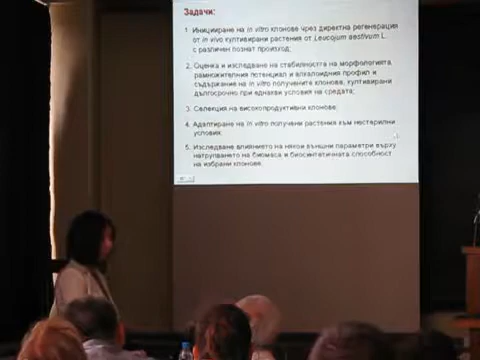 Задачи:
1. Иницииране на in vitro клонове чрез директна регенерация
от in vivo култивирани растения от Leucojum aestivum L.
с различен познат произход;
2. Оценка и изследване на стабилността на морфологията,
размножителния потенциал и алкалоидния профил и
съдържание на in vitro получените клонове, култивирани
дългосрочно при еднакви условия на средата;
3. Селекция на високопродуктивни клонове;
4. Адаптиране на in vitro получени растения към нестерилни
условия;
5. Изследване влиянието на някои външни параметри върху
натрупването на биомаса и биосинтетичната способност
на избрани клонове.